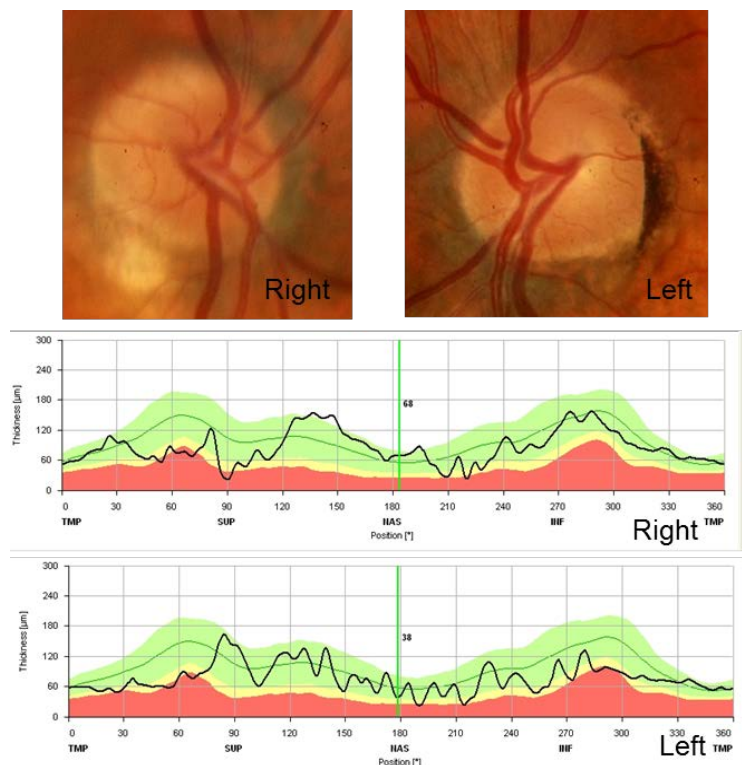 Right
Left
300
240
180
120
60
0
Thickness [µm]
68
0 30 60 90 120 150 180 210 240 270 300 330 360
TMP SUP NAS INF TMP
Position [°]
Right
300
240
180
120
60
0
Thickness [µm]
38
0 30 60 90 120 150 180 210 240 270 300 330 360
TMP SUP NAS INF TMP
Position [°]
Left